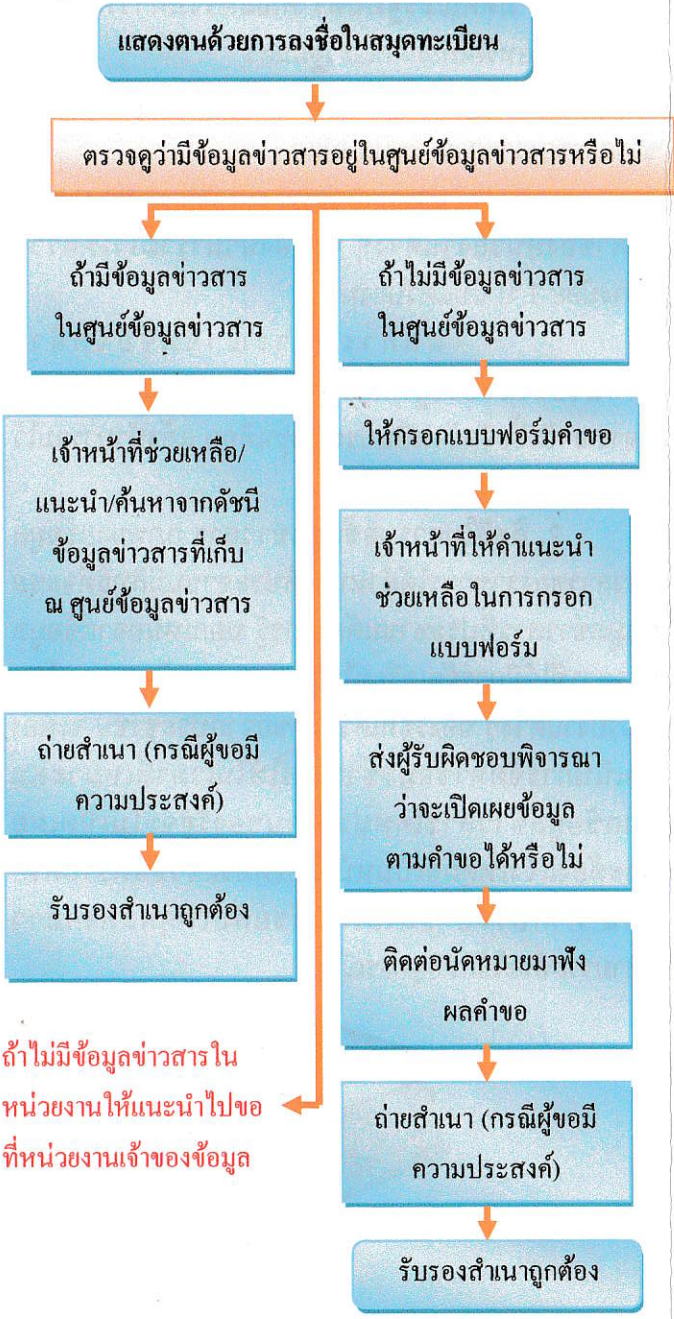 แสดงตนด้วยการลงชื่อในสมุดทะเบียน
ตรวจดูว่ามีข้อมูลข่าวสารอยู่ในศูนย์ข้อมูลข่าวสารหรือไม่
ถ้ามีข้อมูลข่าวสาร
ในศูนย์ข้อมูลข่าวสาร
เจ้าหน้าที่ช่วยเหลือ/
แนะนำ/ค้นหาจากดัชนี
ข้อมูลข่าวสารที่เก็บ
ณ ศูนย์ข้อมูลข่าวสาร
ถ่ายสำเนา (กรณีผู้ขอมี
ความประสงค์)
รับรองสำเนาถูกต้อง
ถ้าไม่มีข้อมูลข่าวสารใน
หน่วยงานให้แนะนำไปขอ
ที่หน่วยงานเจ้าของข้อมูล
ถ้าไม่มีข้อมูลข่าวสาร
ในศูนย์ข้อมูลข่าวสาร
ให้กรอกแบบฟอร์มคำขอ
เจ้าหน้าที่ให้คำแนะนำ
ช่วยเหลือในการกรอก
แบบฟอร์ม
ส่งผู้รับผิดชอบพิจารณา
ว่าจะเปิดเผยข้อมูล
ตามคำขอได้หรือไม่
ติดต่อนัดหมายมาฟัง
ผลคำขอ
ถ่ายสำเนา (กรณีผู้ขอมี
ความประสงค์)
รับรองสำเนาถูกต้อง